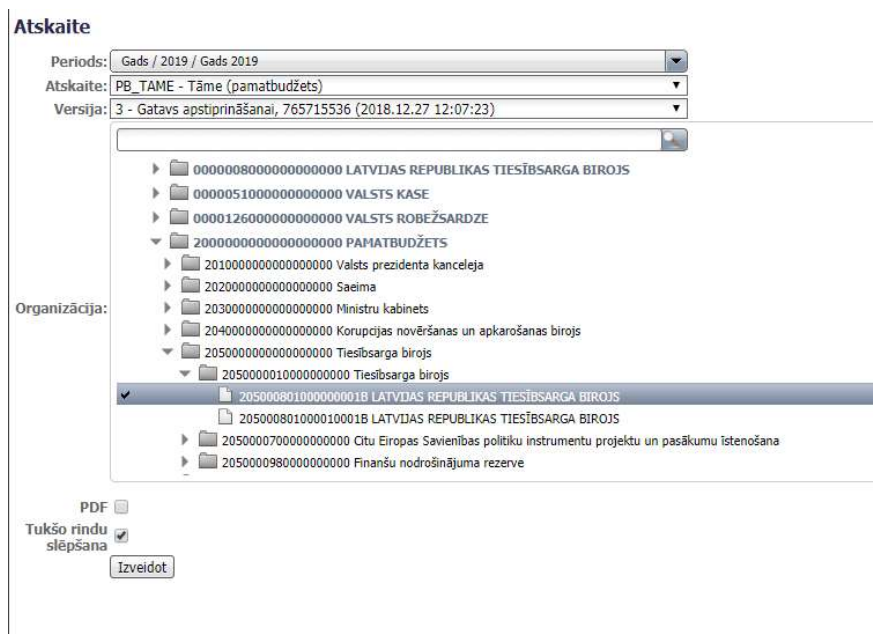 Atskaite
Periods: Gads / 2019 / Gads 2019
Atskaite: PB_TAME - Tāme (pamatbudžets)
Versija: 3 - Gatavs apstiprināšanai, 765715536 (2018.12.27 12:07:23)
0000008000000000000 LATVIJAS REPUBLIKAS TIESĪBSARGA BIROJS
0000051000000000000 VALSTS KASE
0000126000000000000 VALSTS ROBEŽSARDZE
2000000000000000000 PAMATBUDŽETS
2010000000000000000 Valsts prezidenta kanceleja
2020000000000000000 Saeima
Organizācija: 2030000000000000000 Ministru kabinets
2040000000000000000 Korupcijas novēršanas un apkarošanas birojs
2050000000000000000 Tiesībsarga birojs
2050000010000000000 Tiesībsarga birojs
205000801000000001B LATVIJAS REPUBLIKAS TIESĪBSARGA BIROJS
205000801000010001B LATVIJAS REPUBLIKAS TIESĪBSARGA BIROJS
2050000700000000000 Citu Eiropas Savienības politiku instrumentu projektu un pasākumu īstenošana
2050000980000000000 Finanšu nodrošinājuma rezerve
PDF
Tukšo rindu
slēpšana
Izveidot